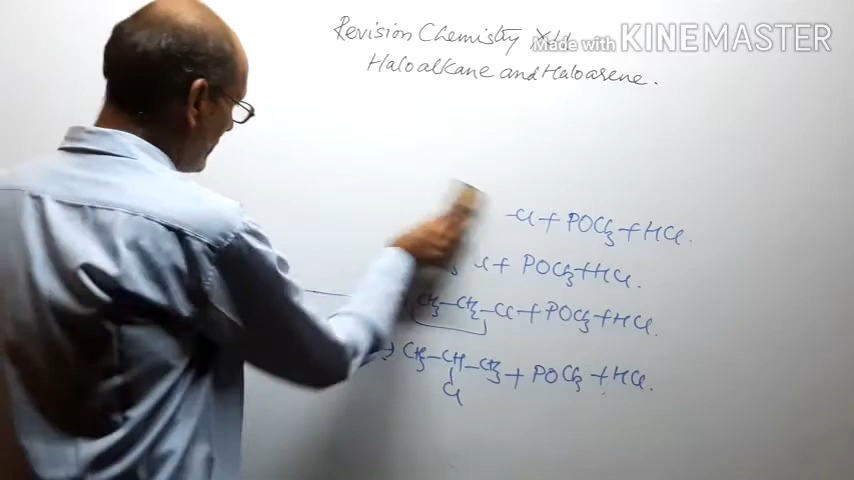 Revision Chemistry XII
Made with KINEMASTER
Haloalkane and Haloarene.
-Cl + POCl3 + HCl.
Cl + POCl3 + HCl.
CH3-CH2-Cl + POCl3 + HCl.
CH3-CH-CH3 + POCl3 + HCl.
Cl